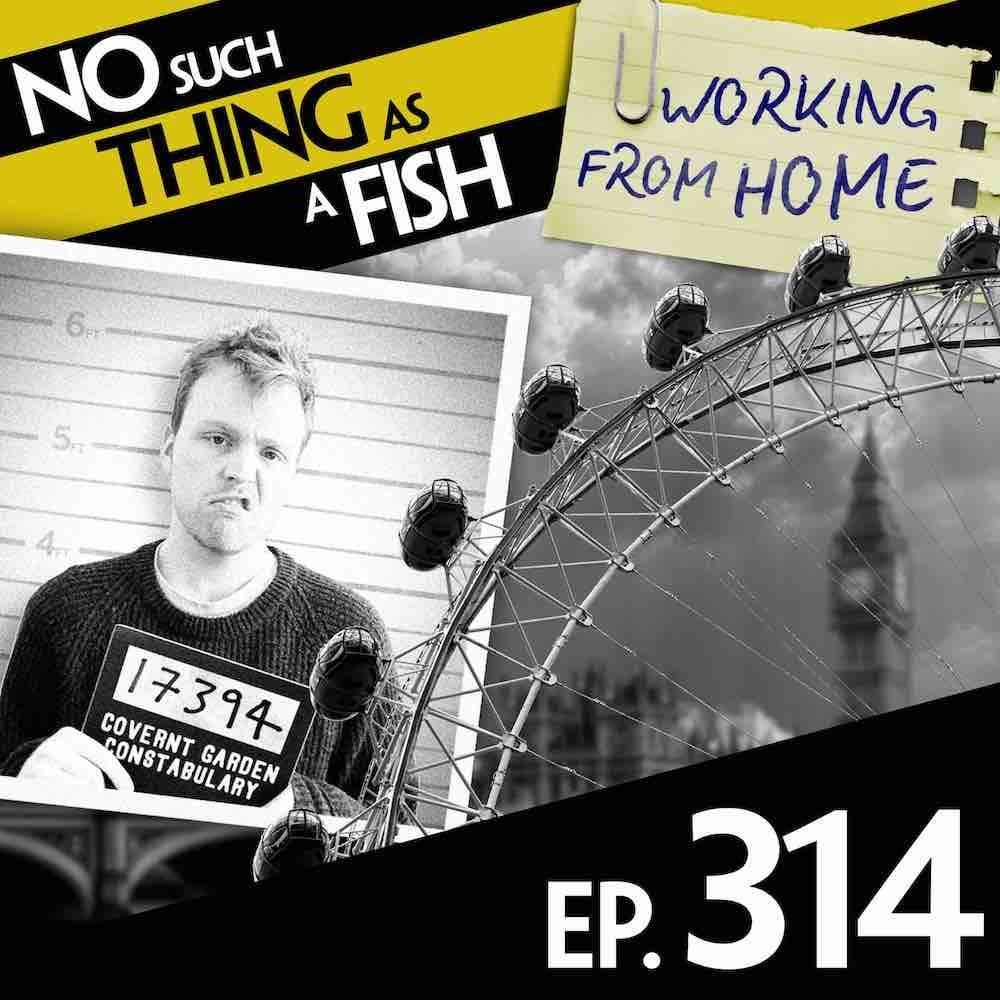 NO SUCH
THING AS
A FISH
WORKING
FROM HOME
6FT
5FT
4FT
17394
COVERNT GARDEN
CONSTABULARY
EP. 314